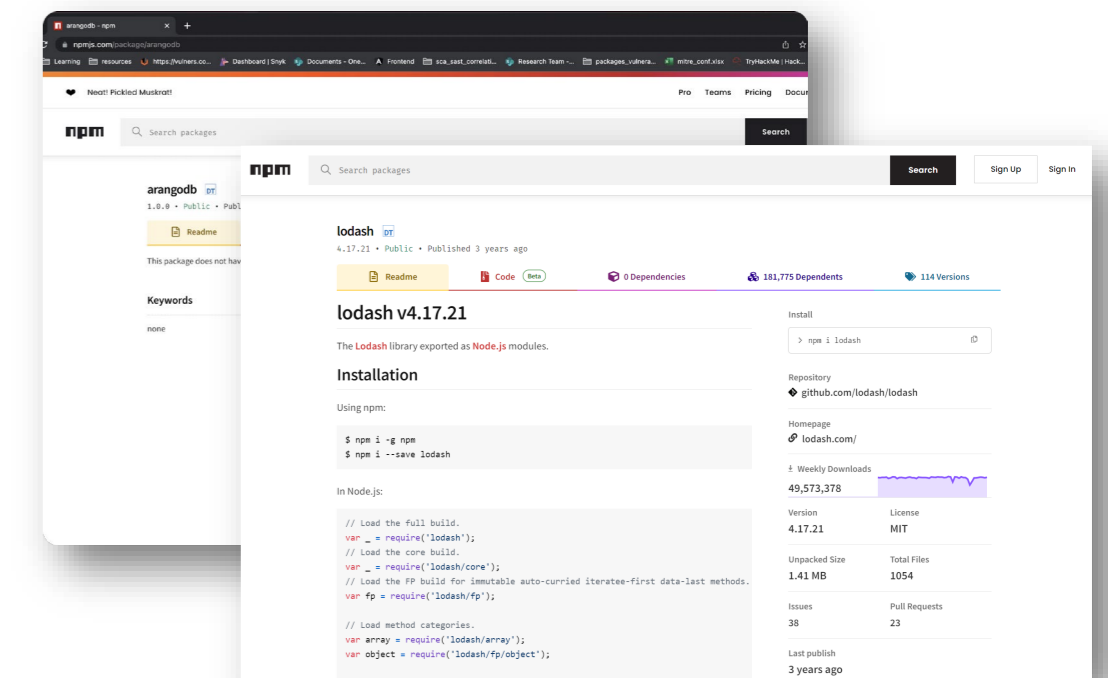 arangodb - npm
npmjs.com/package/arangodb
Learning resources https://vulners.co... Dashboard | Snyk Documents - One... Frontend sca_sast_correlati... Research Team -... packages_vulnera... mitre_conf.xlsx TryHackMe | Hack...
Neat! Pickled Muskrat! Pro Teams Pricing
npm Search packages Search
arangodb DT
1.0.0 • Public •
Readme
This package does not
Keywords
none
npm Search packages Search Sign Up Sign In
lodash DT
4.17.21 • Public • Published 3 years ago
Readme Code Beta 0 Dependencies 181,775 Dependents 114 Versions
lodash v4.17.21
The Lodash library exported as Node.js modules.
Installation
Using npm:
$ npm i -g npm
$ npm i --save lodash
In Node.js:
// Load the full build.
var _ = require('lodash');
// Load the core build.
var _ = require('lodash/core');
// Load the FP build for immutable auto-curried iteratee-first data-last methods.
var fp = require('lodash/fp');
// Load method categories.
var array = require('lodash/array');
var object = require('lodash/fp/object');
Install
> npm i lodash
Repository
github.com/lodash/lodash
Homepage
lodash.com/
Weekly Downloads
49,573,378
Version License
4.17.21 MIT
Unpacked Size Total Files
1.41 MB 1054
Issues Pull Requests
38 23
Last publish
3 years ago